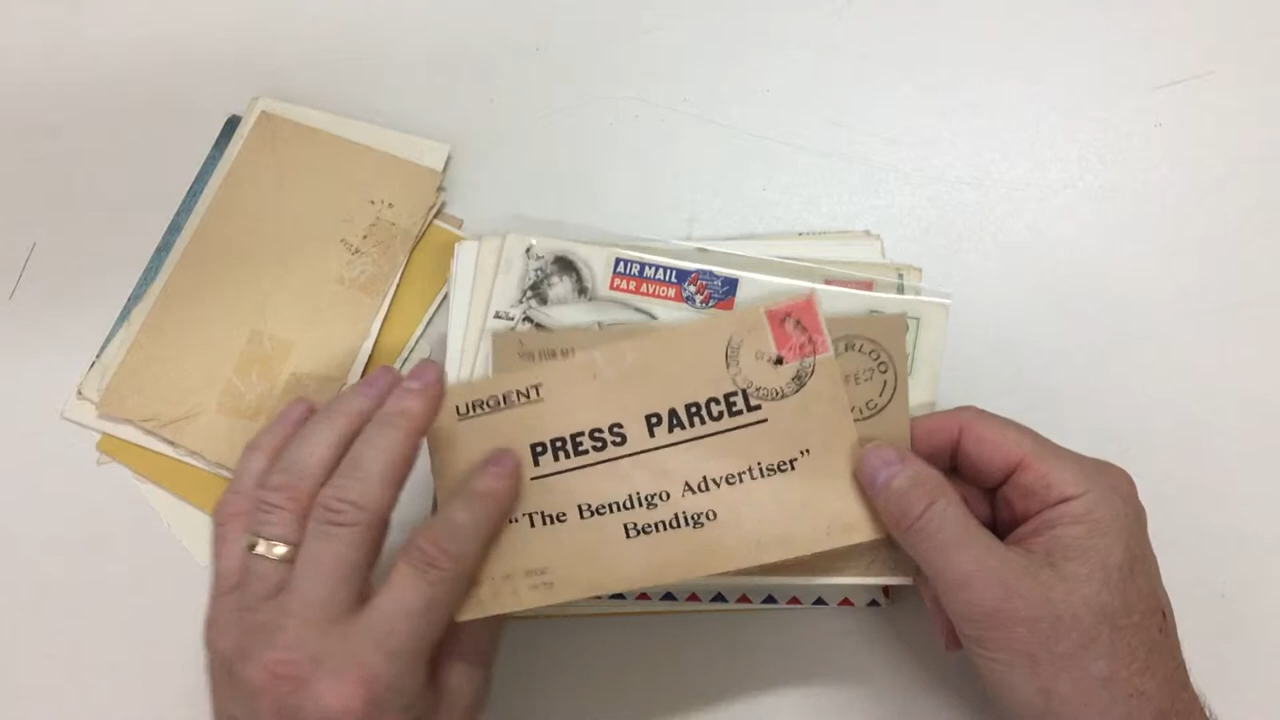 AIR MAIL
PAR AVION
URGENT
PRESS PARCEL
"The Bendigo Advertiser"
Bendigo
VIC